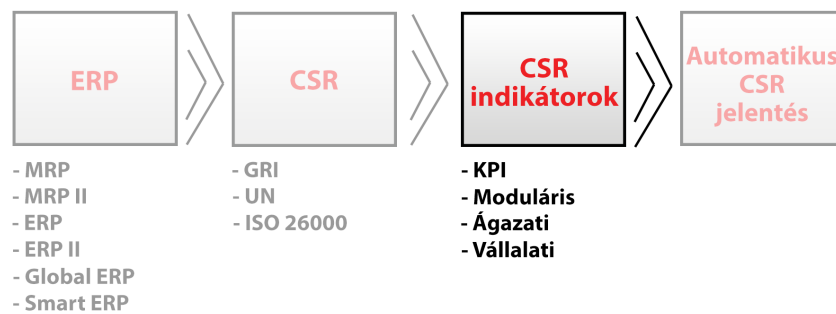 ERP
CSR
CSR
indikátorok
Automatikus
CSR
jelentés
- MRP
- MRP II
- ERP
- ERP II
- Global ERP
- Smart ERP
- GRI
- UN
- ISO 26000
- KPI
- Moduláris
- Ágazati
- Vállalati